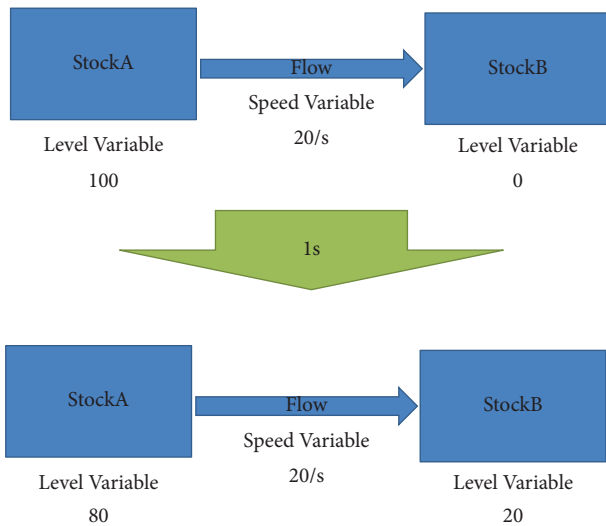 StockA
Flow
StockB
Speed Variable
20/s
Level Variable
100
Level Variable
0
1s
StockA
Flow
StockB
Speed Variable
20/s
Level Variable
80
Level Variable
20